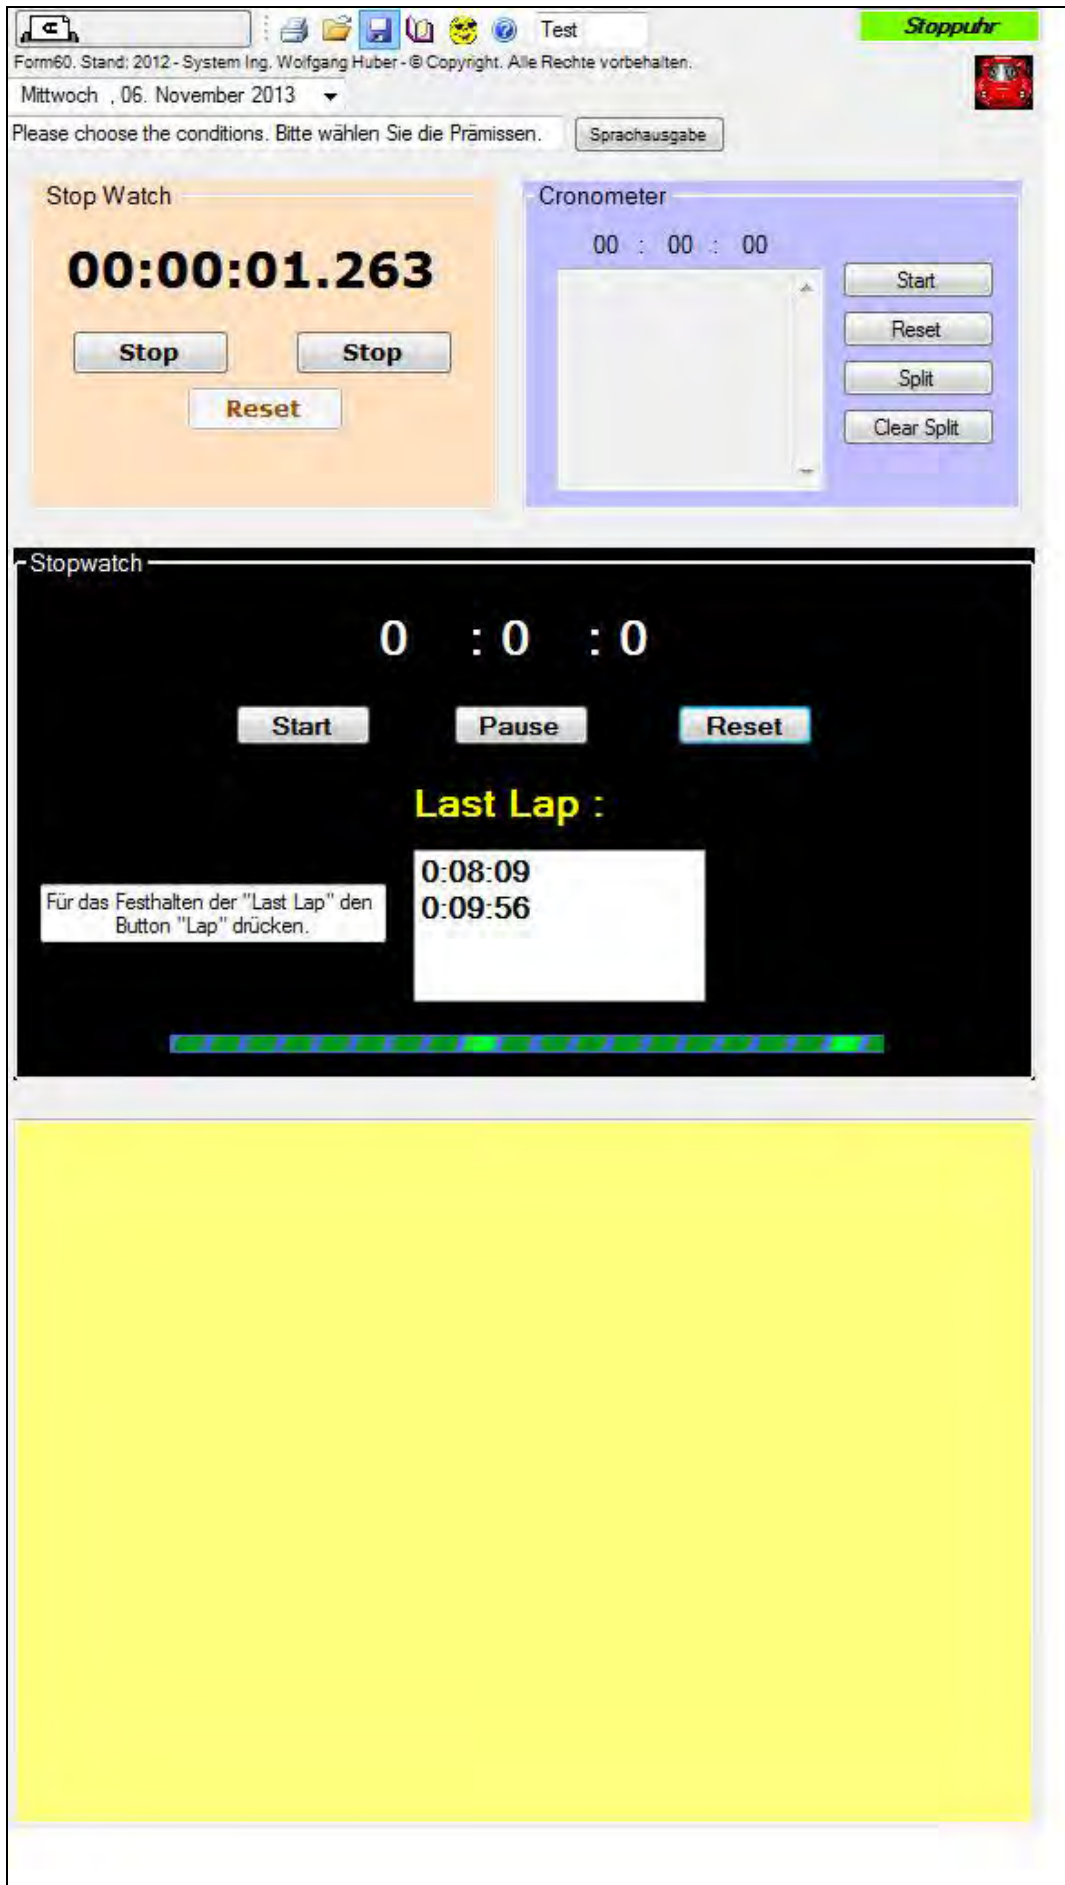 Test
Stoppuhr
Form60. Stand: 2012 - System Ing. Wolfgang Huber - © Copyright. Alle Rechte vorbehalten.
Mittwoch , 06. November 2013
Please choose the conditions. Bitte wählen Sie die Prämissen.
Sprachausgabe
Stop Watch
00:00:01.263
Stop Stop
Reset
Cronometer
00 : 00 : 00
Start
Reset
Split
Clear Split
Stopwatch
0 : 0 : 0
Start Pause Reset
Last Lap :
0:08:09
0:09:56
Für das Festhalten der "Last Lap" den
Button "Lap" drücken.